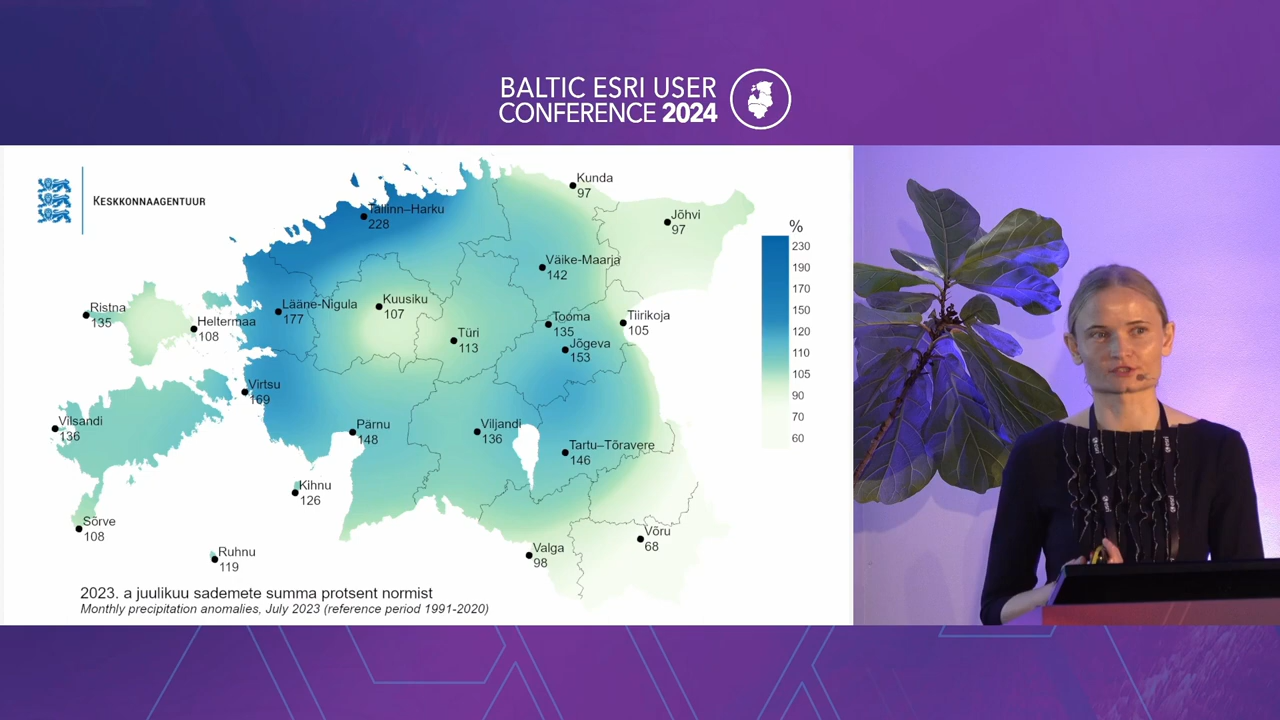 BALTIC ESRI USER
CONFERENCE 2024
KESKKONNAAGENTUUR
Kunda
97
Tallinn–Harku
228
Jõhvi
97
%
230
190
170
150
120
110
105
90
70
60
Väike-Maarja
142
Ristna
135
Lääne-Nigula
177
Kuusiku
107
Heltermaa
108
Tooma
135
Tiirikoja
105
Türi
113
Jõgeva
153
Virtsu
169
Vilsandi
136
Pärnu
148
Viljandi
136
Tartu–Tõravere
146
Kihnu
126
Sõrve
108
Ruhnu
119
Valga
98
Võru
68
2023. a juulikuu sademete summa protsent normist
Monthly precipitation anomalies, July 2023 (reference period 1991-2020)